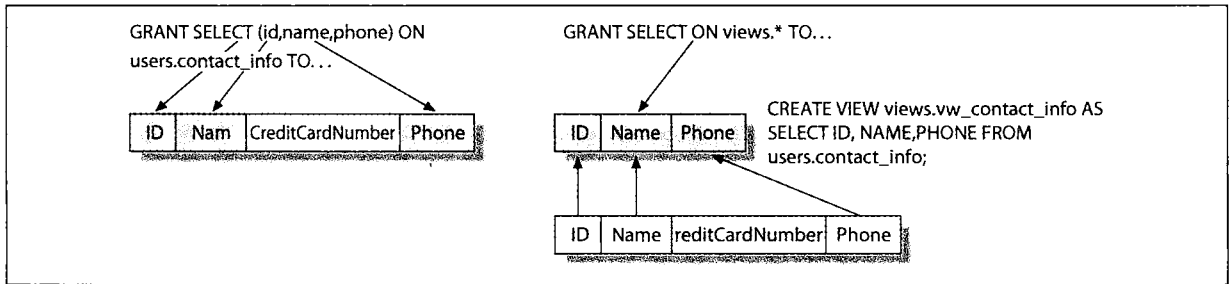 GRANT SELECT (id,name,phone) ON
users.contact_info TO...
ID Nam CreditCardNumber Phone
GRANT SELECT ON views.* TO...
ID Name Phone
CREATE VIEW views.vw_contact_info AS
SELECT ID, NAME,PHONE FROM
users.contact_info;
ID Name reditCardNumber Phone